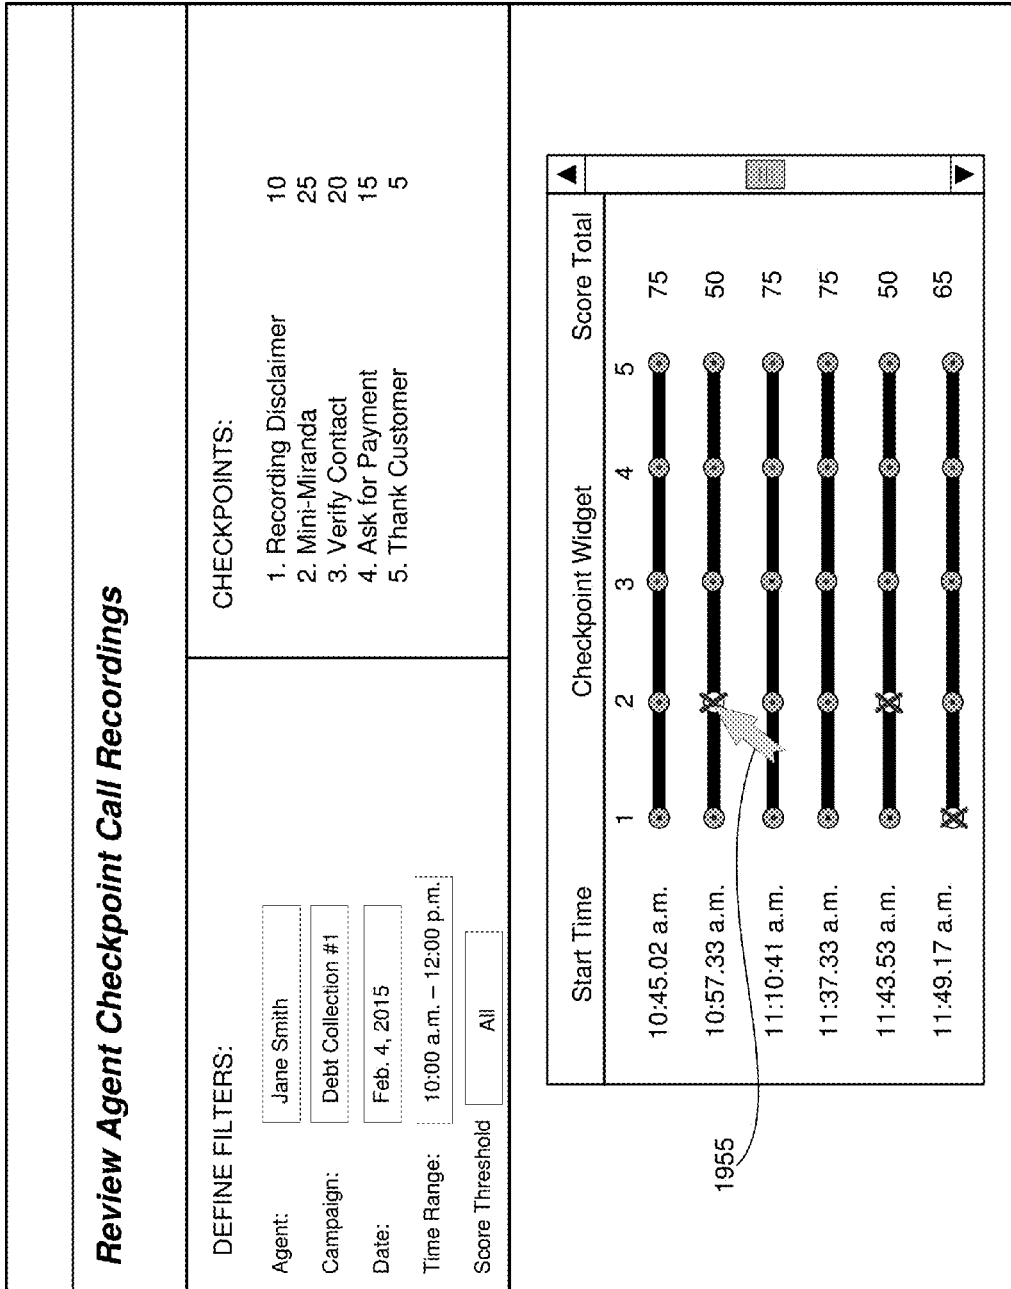 Review Agent Checkpoint Call Recordings
DEFINE FILTERS:
Agent: Jane Smith
Campaign: Debt Collection #1
Date: Feb. 4, 2015
Time Range: 10:00 a.m. – 12:00 p.m.
Score Threshold All
CHECKPOINTS:
1. Recording Disclaimer 10
2. Mini-Miranda 25
3. Verify Contact 20
4. Ask for Payment 15
5. Thank Customer 5
Start Time Checkpoint Widget Score Total
1 2 3 4 5
10:45.02 a.m. 75
10:57.33 a.m. 50
11:10:41 a.m. 75
11:37.33 a.m. 75
11:43.53 a.m. 50
11:49.17 a.m. 65
1955